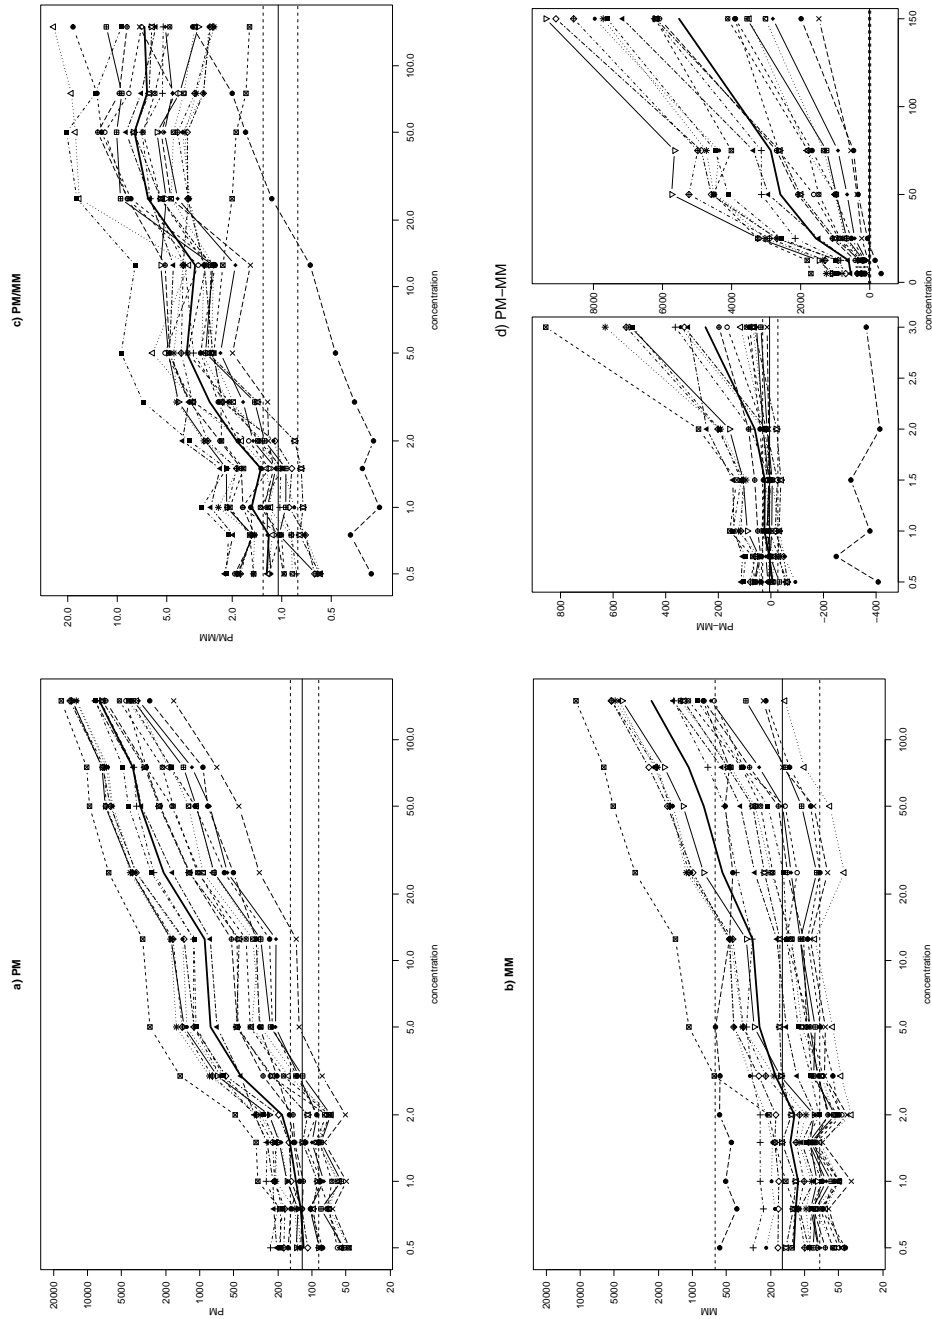 a) PM
20000
10000
5000
1000
500
100
50
20
PM
0.5 1.0 2.0 5.0 10.0 20.0 50.0 100.0
concentration
c) PM/MM
20.0
10.0
5.0
2.0
1.0
0.5
PM/MM
0.5 1.0 2.0 5.0 10.0 20.0 50.0 100.0
concentration
b) MM
20000
10000
5000
1000
500
200
50
20
MM
0.5 1.0 2.0 5.0 10.0 20.0 50.0 100.0
concentration
d) PM−MM
800
600
400
200
0
−200
−400
PM−MM
0.5 1.0 1.5 2.0 2.5 3.0
8000
6000
4000
2000
0
0 50 100 150
concentration